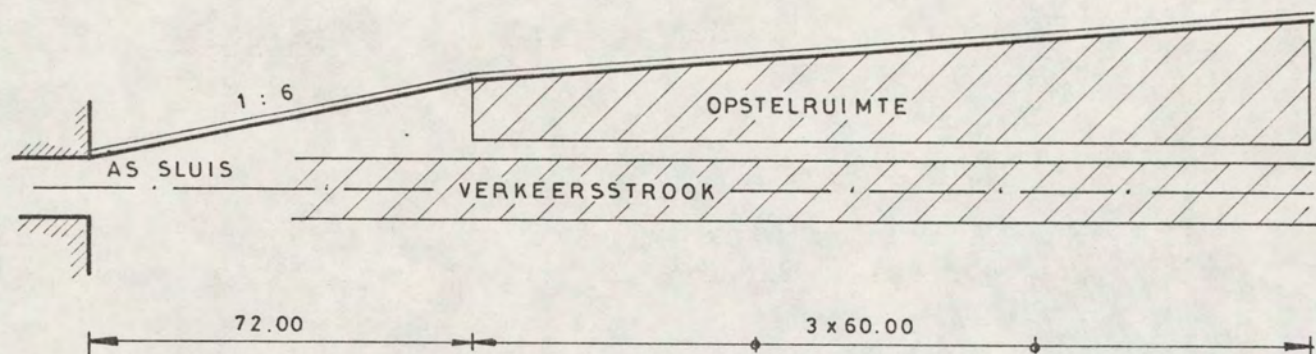 1 : 6
OPSTELRUIMTE
AS SLUIS
VERKEERSSTROOK
72.00
3 x 60.00